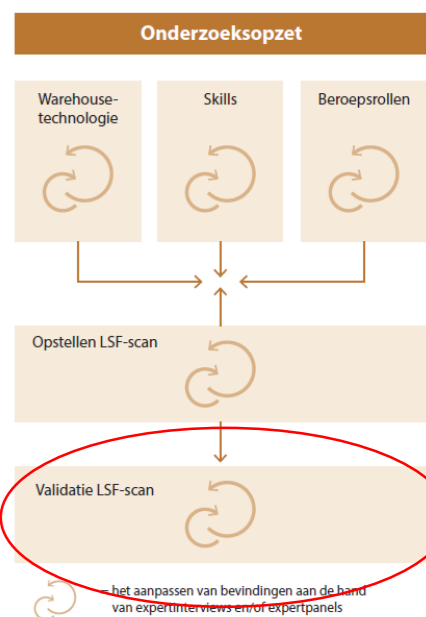 Onderzoeksopzet
Warehouse-
technologie
Skills
Beroepsrollen
Opstellen LSF-scan
Validatie LSF-scan
= het aanpassen van bevindingen aan de hand
van expertinterviews en/of expertpanels